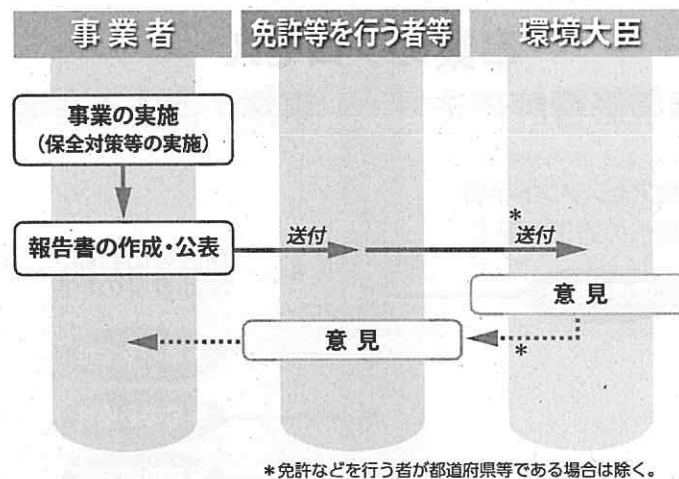 事業者
免許等を行う者等
環境大臣
事業の実施
(保全対策等の実施)
報告書の作成・公表
送付
*
送付
意見
意見
*
*免許などを行う者が都道府県等である場合は除く。